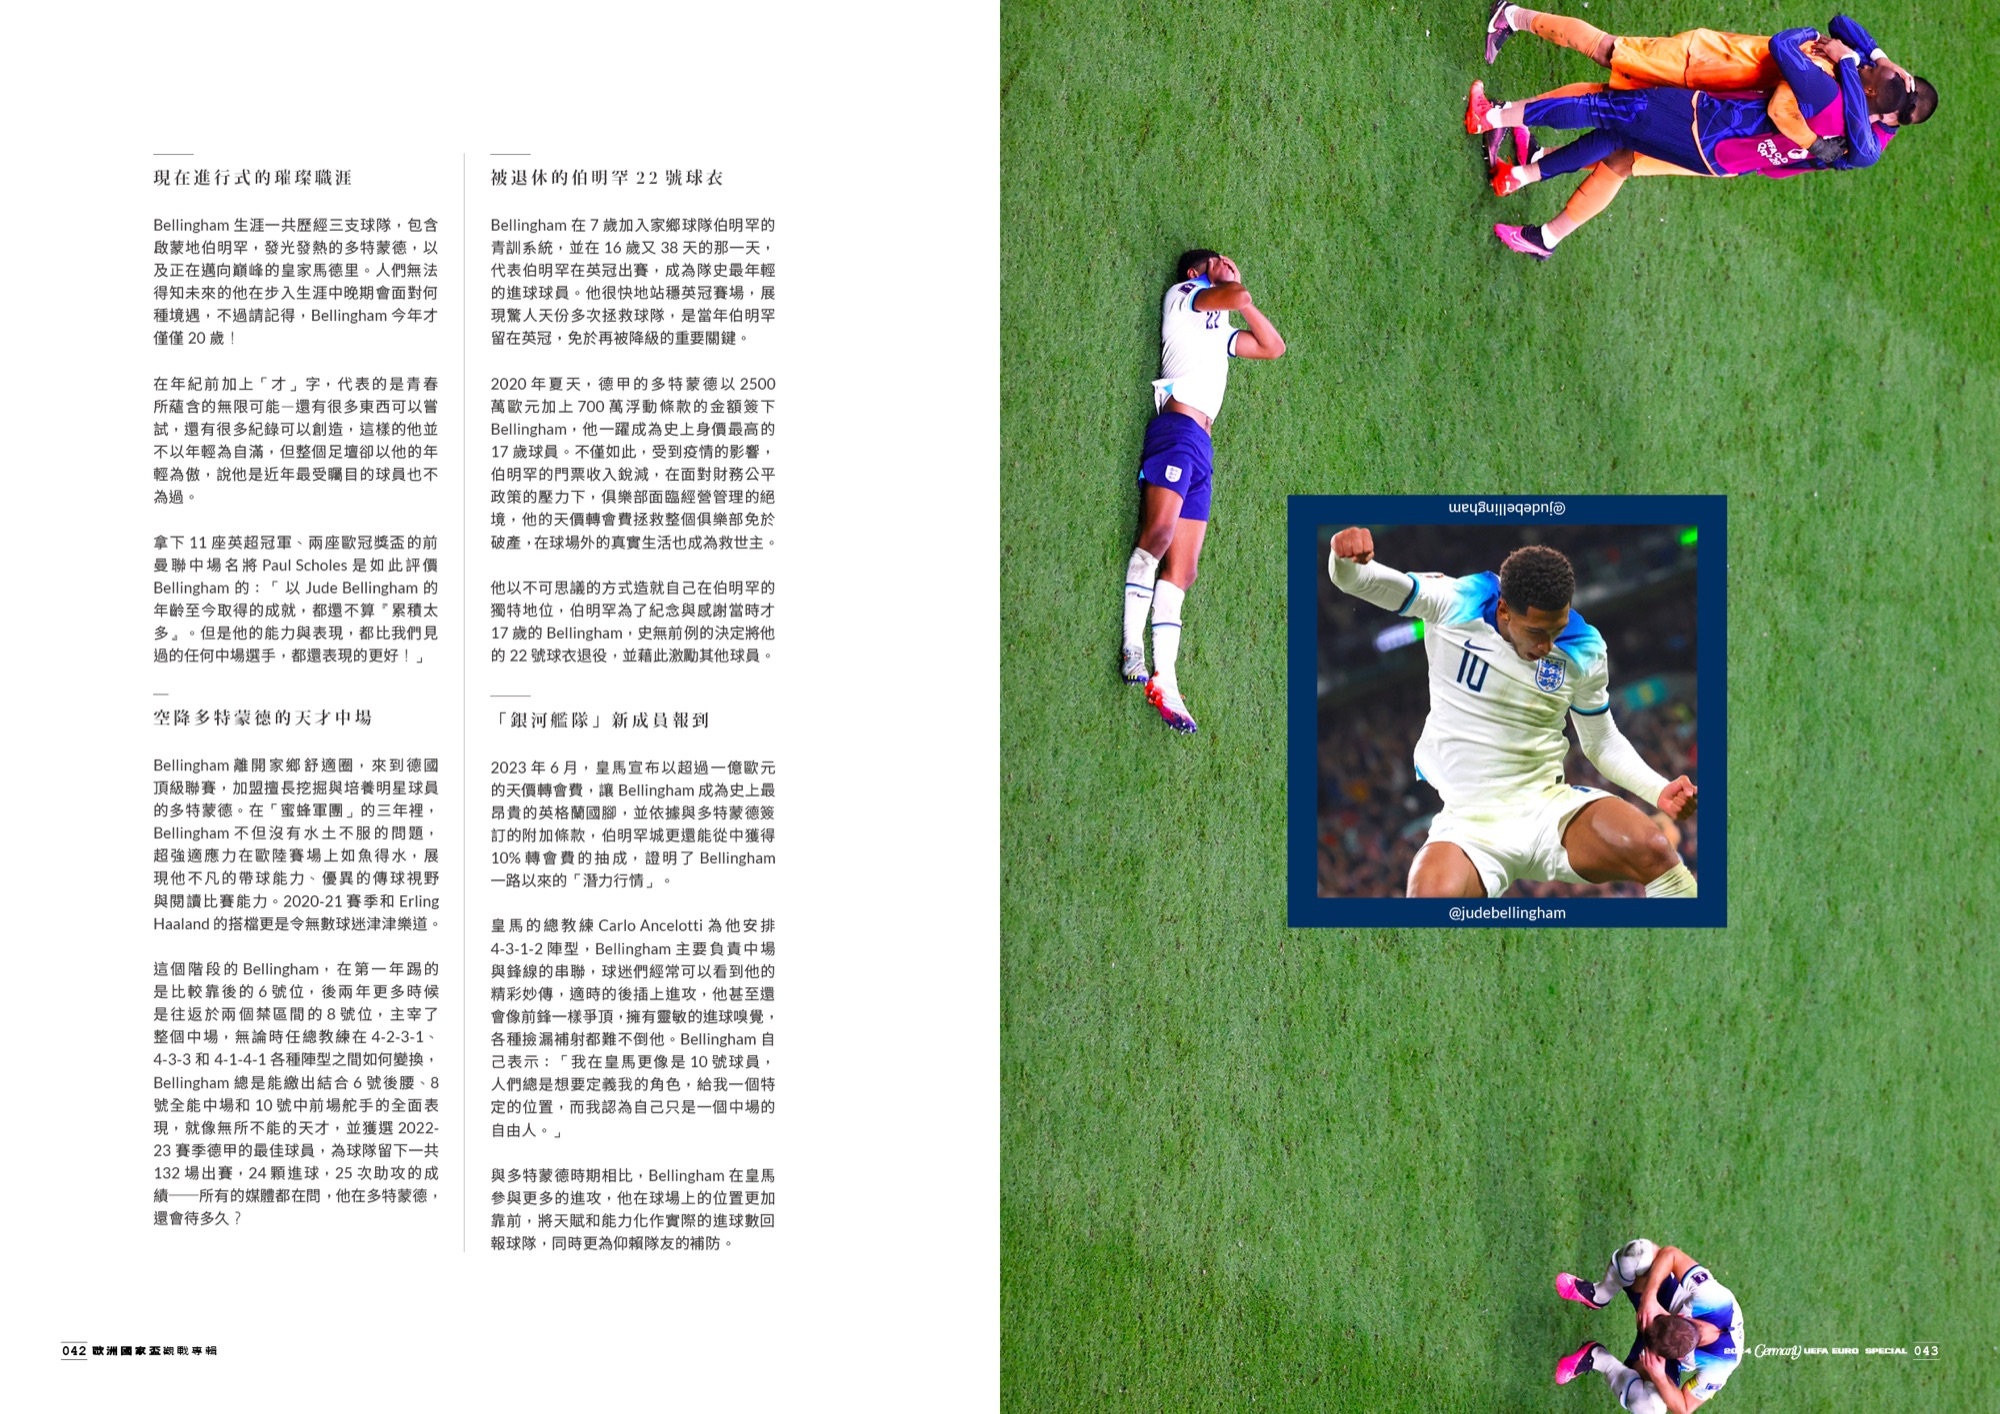 現在進行式的璀璨職涯
Bellingham 生涯一共歷經三支球隊，包含
啟蒙地伯明罕，發光發熱的多特蒙德，以
及正在邁向巔峰的皇家馬德里。人們無法
得知未來的他在步入生涯中晚期會面對何
種境遇，不過請記得，Bellingham 今年才
僅僅 20 歲！
在年紀前加上「才」字，代表的是青春
所蘊含的無限可能—還有很多東西可以嘗
試，還有很多紀錄可以創造，這樣的他並
不以年輕為自滿，但整個足壇卻以他的年
輕為傲，說他是近年最受矚目的球員也不
為過。
拿下 11 座英超冠軍、兩座歐冠獎盃的前
曼聯中場名將 Paul Scholes 是如此評價
Bellingham 的：「 以 Jude Bellingham 的
年齡至今取得的成就，都還不算『累積太
多』。但是他的能力與表現，都比我們見
過的任何中場選手，都還表現的更好！」
空降多特蒙德的天才中場
Bellingham 離開家鄉舒適圈，來到德國
頂級聯賽，加盟擅長挖掘與培養明星球員
的多特蒙德。在「蜜蜂軍團」的三年裡，
Bellingham 不但沒有水土不服的問題，
超強適應力在歐陸賽場上如魚得水，展
現他不凡的帶球能力、優異的傳球視野
與閱讀比賽能力。2020-21 賽季和 Erling
Haaland 的搭檔更是令無數球迷津津樂道。
這個階段的 Bellingham，在第一年踢的
是比較靠後的 6 號位，後兩年更多時候
是往返於兩個禁區間的 8 號位，主宰了
整個中場，無論時任總教練在 4-2-3-1、
4-3-3 和 4-1-4-1 各種陣型之間如何變換，
Bellingham 總是能繳出結合 6 號後腰、8
號全能中場和 10 號中前場舵手的全面表
現，就像無所不能的天才，並獲選 2022-
23 賽季德甲的最佳球員，為球隊留下一共
132 場出賽，24 顆進球，25 次助攻的成
績——所有的媒體都在問，他在多特蒙德，
還會待多久？
被退休的伯明罕 22 號球衣
Bellingham 在 7 歲加入家鄉球隊伯明罕的
青訓系統，並在 16 歲又 38 天的那一天，
代表伯明罕在英冠出賽，成為隊史最年輕
的進球球員。他很快地站穩英冠賽場，展
現驚人天份多次拯救球隊，是當年伯明罕
留在英冠，免於再被降級的重要關鍵。
2020 年夏天，德甲的多特蒙德以 2500
萬歐元加上 700 萬浮動條款的金額簽下
Bellingham，他一躍成為史上身價最高的
17 歲球員。不僅如此，受到疫情的影響，
伯明罕的門票收入銳減，在面對財務公平
政策的壓力下，俱樂部面臨經營管理的絕
境，他的天價轉會費拯救整個俱樂部免於
破產，在球場外的真實生活也成為救世主。
他以不可思議的方式造就自己在伯明罕的
獨特地位，伯明罕為了紀念與感謝當時才
17 歲的 Bellingham，史無前例的決定將他
的 22 號球衣退役，並藉此激勵其他球員。
「銀河艦隊」新成員報到
2023 年 6 月，皇馬宣布以超過一億歐元
的天價轉會費，讓 Bellingham 成為史上最
昂貴的英格蘭國腳，並依據與多特蒙德簽
訂的附加條款，伯明罕城更還能從中獲得
10% 轉會費的抽成，證明了 Bellingham
一路以來的「潛力行情」。
皇馬的總教練 Carlo Ancelotti 為他安排
4-3-1-2 陣型，Bellingham 主要負責中場
與鋒線的串聯，球迷們經常可以看到他的
精彩妙傳，適時的後插上進攻，他甚至還
會像前鋒一樣爭頂，擁有靈敏的進球嗅覺，
各種撿漏補射都難不倒他。Bellingham 自
己表示：「我在皇馬更像是 10 號球員，
人們總是想要定義我的角色，給我一個特
定的位置，而我認為自己只是一個中場的
自由人。」
與多特蒙德時期相比，Bellingham 在皇馬
參與更多的進攻，他在球場上的位置更加
靠前，將天賦和能力化作實際的進球數回
報球隊，同時更為仰賴隊友的補防。
042 歐洲國家盃觀戰專輯
@judebellingham
10
@judebellingham
22
2024 Germany UEFA EURO SPECIAL 043